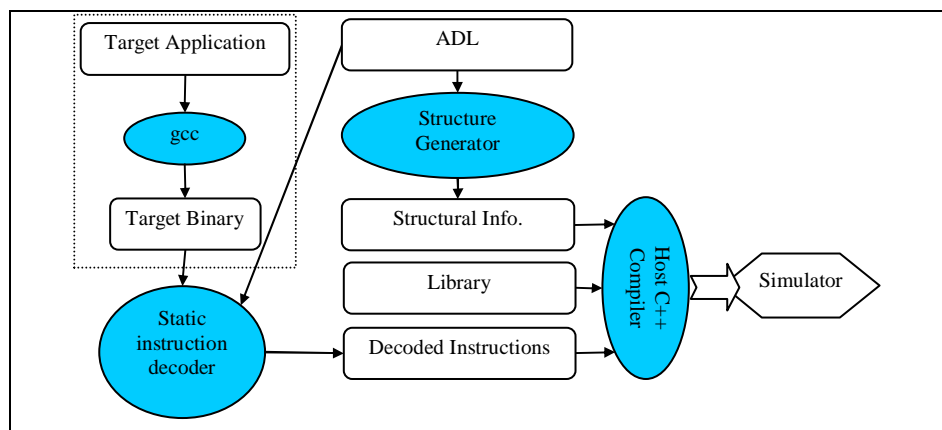 Target Application
ADL
gcc
Structure
Generator
Target Binary
Structural Info.
Host C++
Compiler
Library
Simulator
Static
instruction
decoder
Decoded Instructions